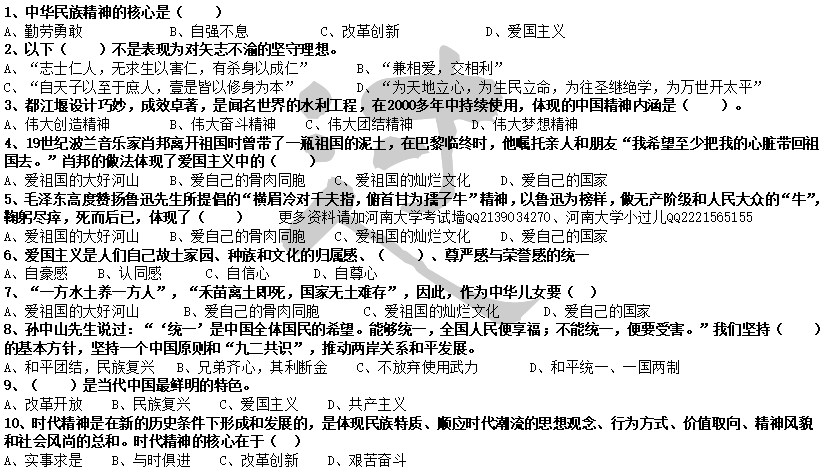 1、中华民族精神的核心是（　　）
A、勤劳勇敢　　　　B、自强不息　　　　C、改革创新　　　　D、爱国主义
2、以下（　　）不是表现为对矢志不渝的坚守理想。
A、“志士仁人，无求生以害仁，有杀身以成仁”　　B、“兼相爱，交相利”
C、“自天子以至于庶人，壹是皆以修身为本”　　D、“为天地立心，为生民立命，为往圣继绝学，为万世开太平”
3、都江堰设计巧妙，成效卓著，是闻名世界的水利工程，在2000多年中持续使用，体现的中国精神内涵是（　　）。
A、伟大创造精神　　　B、伟大奋斗精神　　C、伟大团结精神　　　　D、伟大梦想精神
4、19世纪波兰音乐家肖邦离开祖国时曾带了一瓶祖国的泥土，在巴黎临终时，他嘱托亲人和朋友“我希望至少把我的心脏带回祖
国去。”肖邦的做法体现了爱国主义中的（　　）
A、爱祖国的大好河山　　B、爱自己的骨肉同胞　　C、爱祖国的灿烂文化　　D、爱自己的国家
5、毛泽东高度赞扬鲁迅先生所提倡的“横眉冷对千夫指，俯首甘为孺子牛”精神，以鲁迅为榜样，做无产阶级和人民大众的“牛”，
鞠躬尽瘁，死而后已，体现了（　　）　　更多资料请加河南大学考试墙QQ2139034270、河南大学小过儿QQ2221565155
A、爱祖国的大好河山　　B、爱自己的骨肉同胞　　C、爱祖国的灿烂文化　　D、爱自己的国家
6、爱国主义是人们自己故土家园、种族和文化的归属感、（　　）、尊严感与荣誉感的统一
A、自豪感　　B、认同感　　　C、自信心　　　D、自尊心
7、“一方水土养一方人”，“禾苗离土即死，国家无土难存”，因此，作为中华儿女要（　）
A、爱祖国的大好河山　　B、爱自己的骨肉同胞　　　C、爱祖国的灿烂文化　　　D、爱自己的国家
8、孙中山先生说过：“‘统一’是中国全体国民的希望。能够统一，全国人民便享福；不能统一，便要受害。”我们坚持（　　）
的基本方针，坚持一个中国原则和“九二共识”，推动两岸关系和平发展。
A、和平团结，民族复兴　B、兄弟齐心，其利断金　　C、不放弃使用武力　　　D、和平统一、一国两制
9、（　　）是当代中国最鲜明的特色。
A、改革开放　　B、民族复兴　　C、爱国主义　　D、共产主义
10、时代精神是在新的历史条件下形成和发展的，是体现民族特质、顺应时代潮流的思想观念、行为方式、价值取向、精神风貌
和社会风尚的总和。时代精神的核心在于（　）
A、实事求是　　B、与时俱进　　C、改革创新　　D、艰苦奋斗